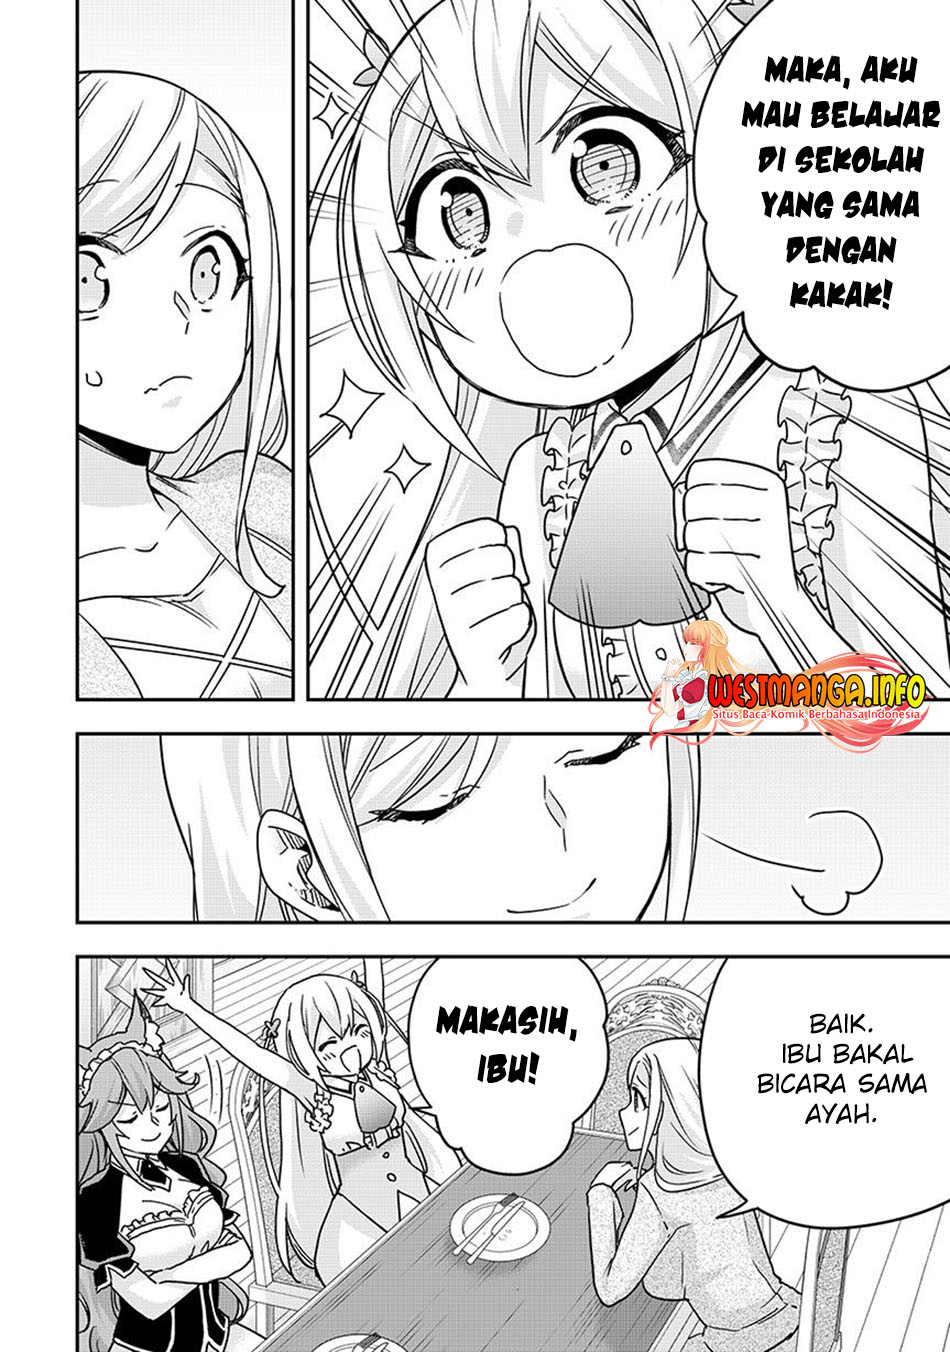 MAKA, AKU
MAU BELAJAR
DI SEKOLAH
YANG SAMA
DENGAN
KAKAK!
WESTMANGA.INFO
SITUS BACA KOMIK BERBAHASA INDONESIA
BAIK.
IBU BAKAL
BICARA SAMA
AYAH.
MAKASIH,
IBU!